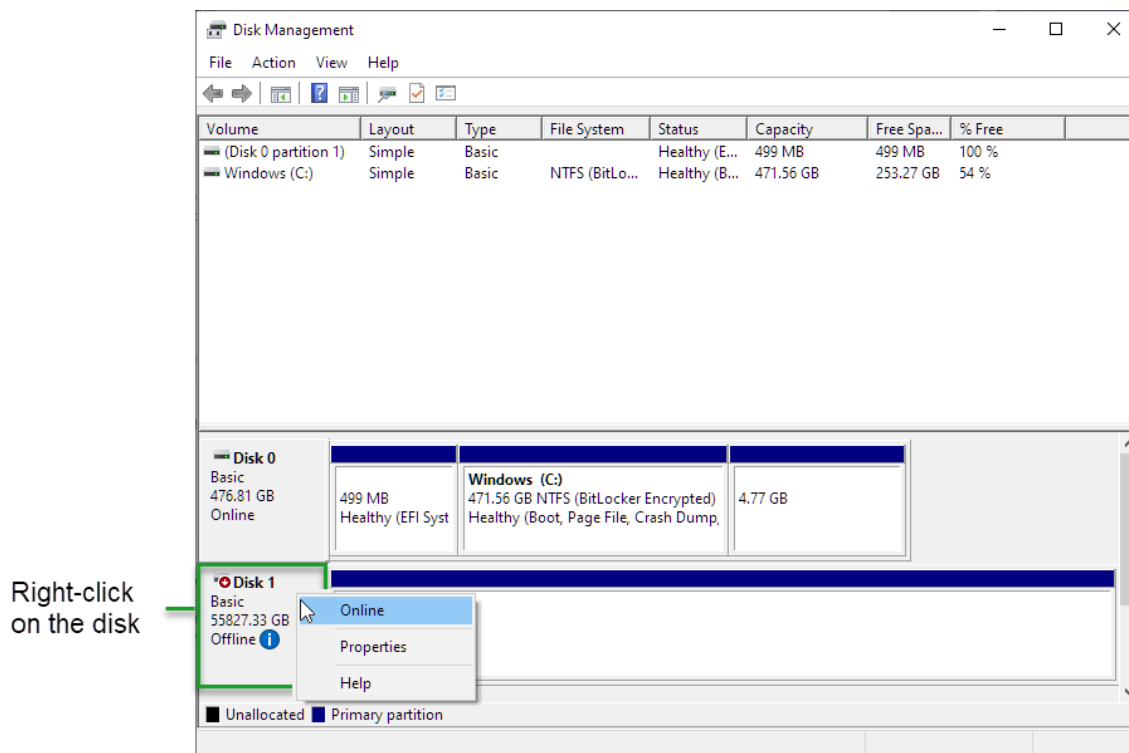 Disk Management
File Action View Help
Volume Layout Type File System Status Capacity Free Spa... % Free
(Disk 0 partition 1) Simple Basic Healthy (E... 499 MB 499 MB 100 %
Windows (C:) Simple Basic NTFS (BitLo... Healthy (B... 471.56 GB 253.27 GB 54 %
Disk 0
Basic
476.81 GB
Online
499 MB
Healthy (EFI Syst
Windows (C:)
471.56 GB NTFS (BitLocker Encrypted)
Healthy (Boot, Page File, Crash Dump,
4.77 GB
Right-click
on the disk
Disk 1
Basic
55827.33 GB
Offline
Online
Properties
Help
Unallocated Primary partition